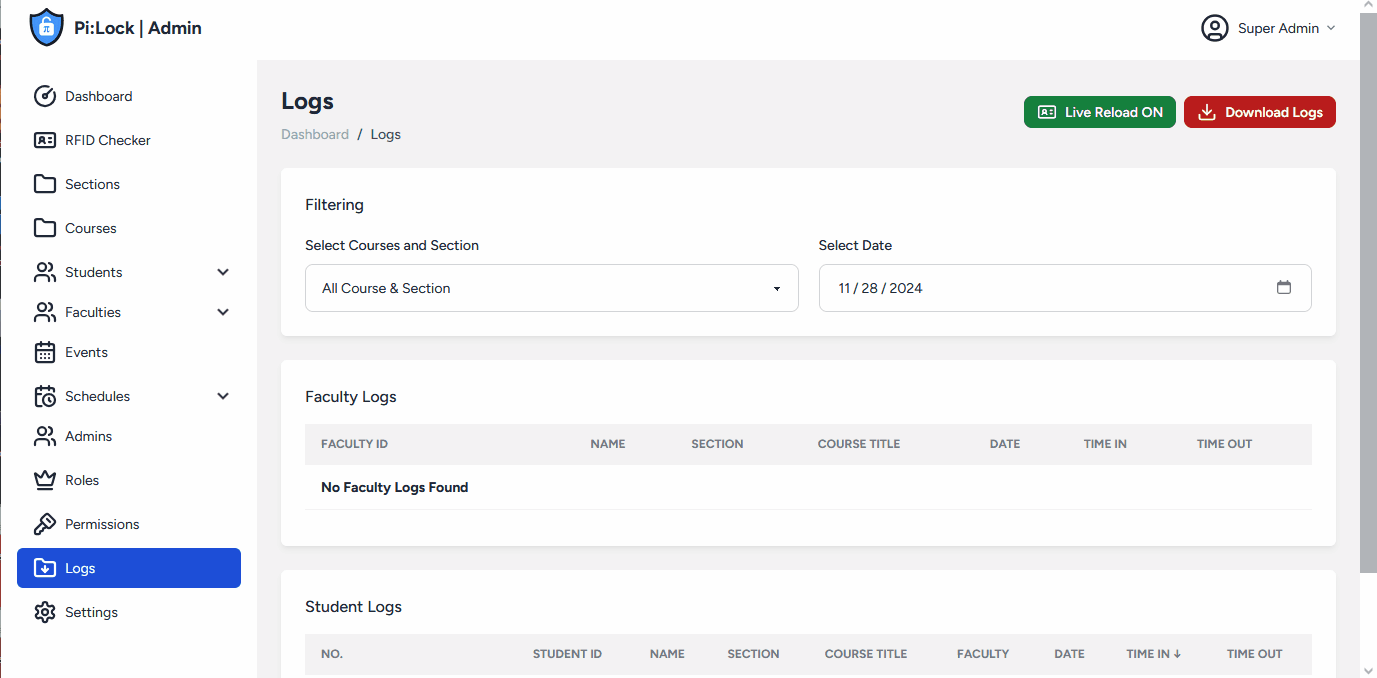 Pi:Lock | Admin
Super Admin
Dashboard
RFID Checker
Sections
Courses
Students
Faculties
Events
Schedules
Admins
Roles
Permissions
Logs
Settings
Logs
Dashboard / Logs
Live Reload ON
Download Logs
Filtering
Select Courses and Section
Select Date
All Course & Section
11 / 28 / 2024
Faculty Logs
FACULTY ID NAME SECTION COURSE TITLE DATE TIME IN TIME OUT
No Faculty Logs Found
Student Logs
NO. STUDENT ID NAME SECTION COURSE TITLE FACULTY DATE TIME IN ↓ TIME OUT